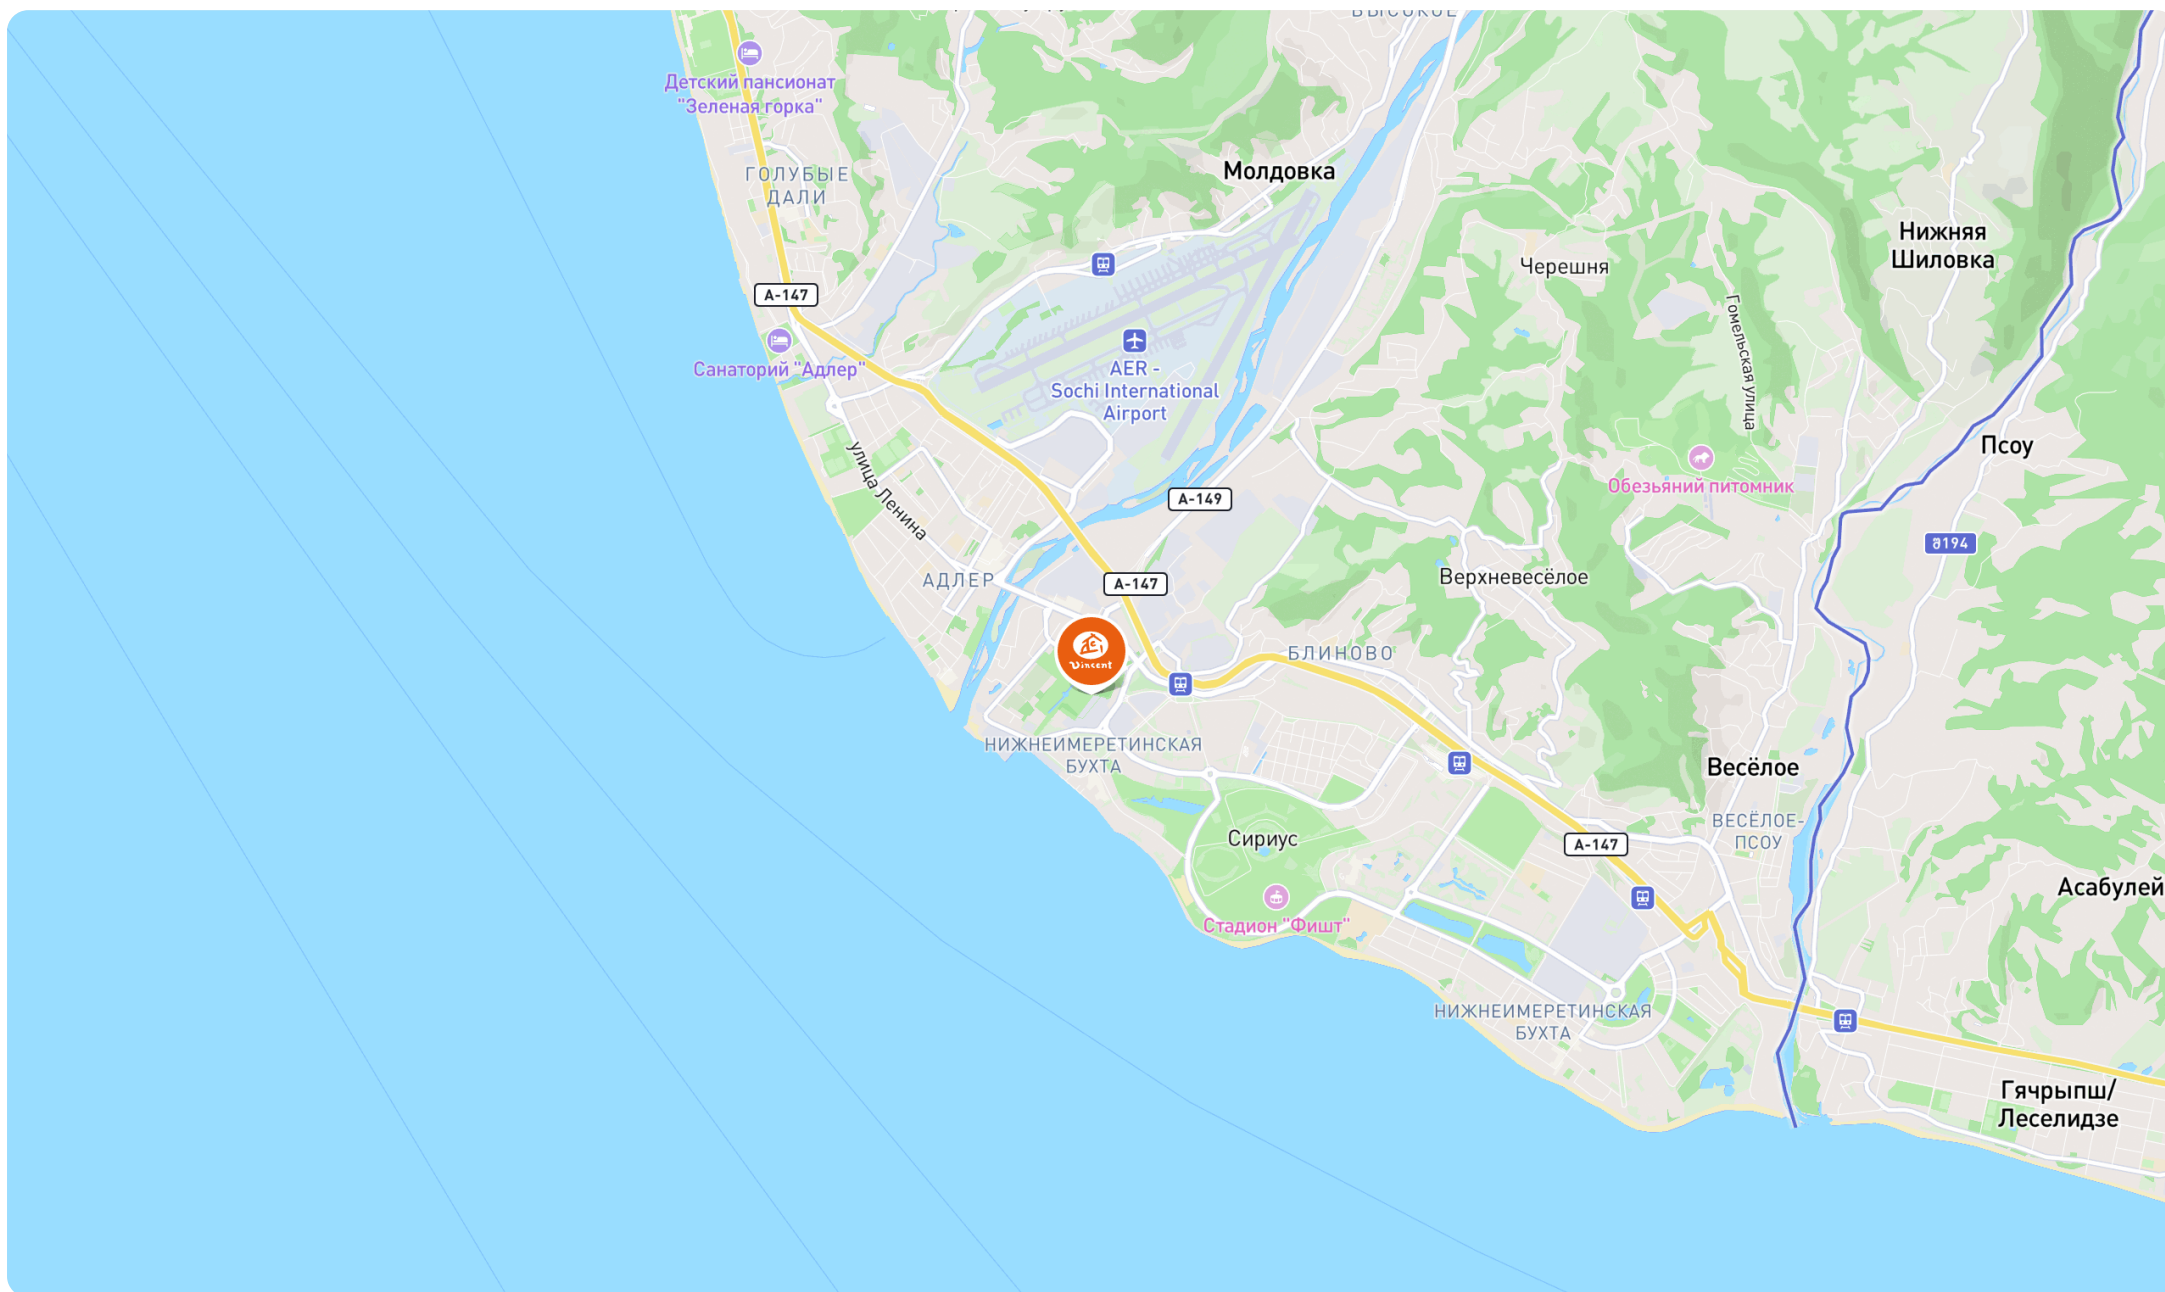 ВЫСОКОЕ
Детский пансионат
"Зеленая горка"
ГОЛУБЫЕ
ДАЛИ
Молдовка
Нижняя
Шиловка
Черешня
А-147
Гомельская улица
Санаторий "Адлер"
AER -
Sochi International
Airport
Псоу
улица Ленина
Обезьяний питомник
А-149
შ194
АДЛЕР
А-147
Верхневесёлое
Vincent
БЛИНОВО
НИЖНЕИМЕРЕТИНСКАЯ
БУХТА
Весёлое
ВЕСЁЛОЕ-
ПСОУ
Сириус
А-147
Асабулей
Стадион "Фишт"
НИЖНЕИМЕРЕТИНСКАЯ
БУХТА
Гячрыпш/
Леселидзе